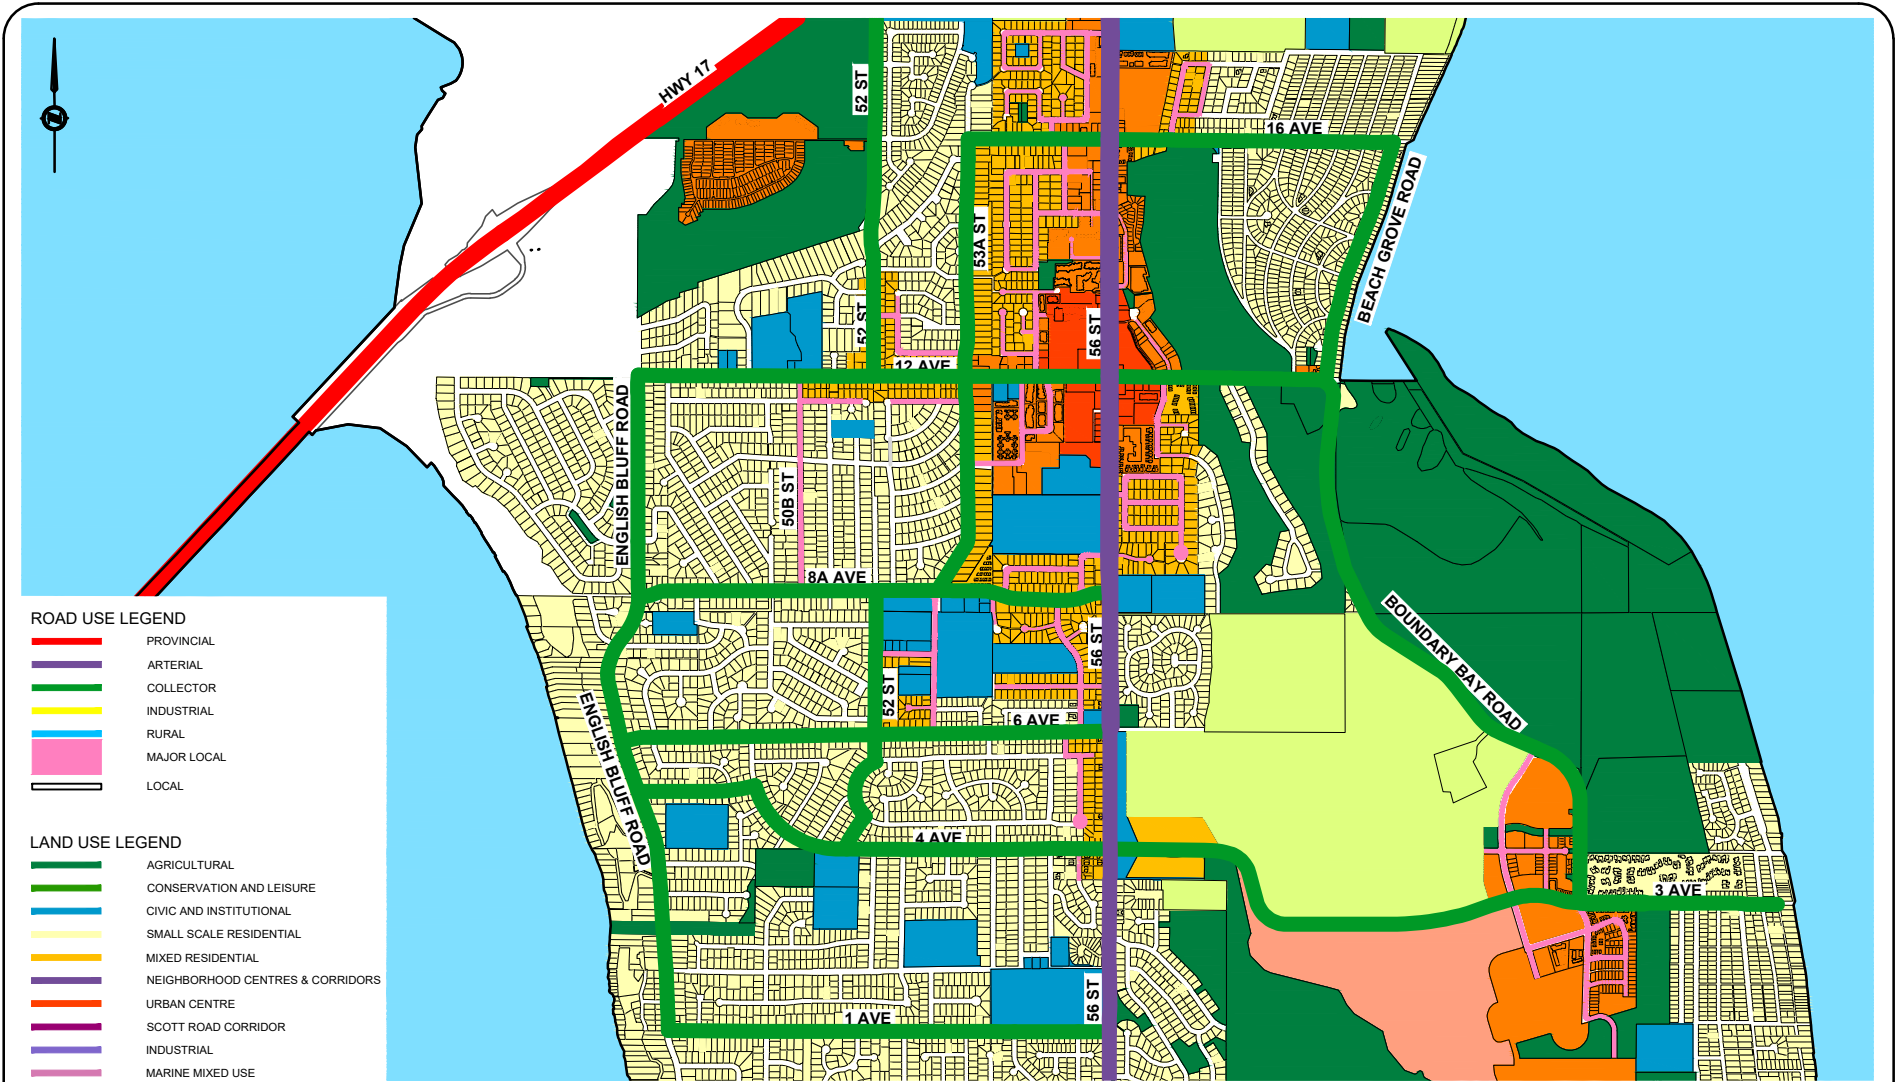 HWY 17
52 ST
16 AVE
BEACH GROVE ROAD
53A ST
52 ST
56 ST
12 AVE
ENGLISH BLUFF ROAD
50B ST
8A AVE
BOUNDARY BAY ROAD
56 ST
52 ST
6 AVE
ENGLISH BLUFF ROAD
4 AVE
3 AVE
56 ST
1 AVE
ROAD USE LEGEND
PROVINCIAL
ARTERIAL
COLLECTOR
INDUSTRIAL
RURAL
MAJOR LOCAL
LOCAL
LAND USE LEGEND
AGRICULTURAL
CONSERVATION AND LEISURE
CIVIC AND INSTITUTIONAL
SMALL SCALE RESIDENTIAL
MIXED RESIDENTIAL
NEIGHBORHOOD CENTRES & CORRIDORS
URBAN CENTRE
SCOTT ROAD CORRIDOR
INDUSTRIAL
MARINE MIXED USE